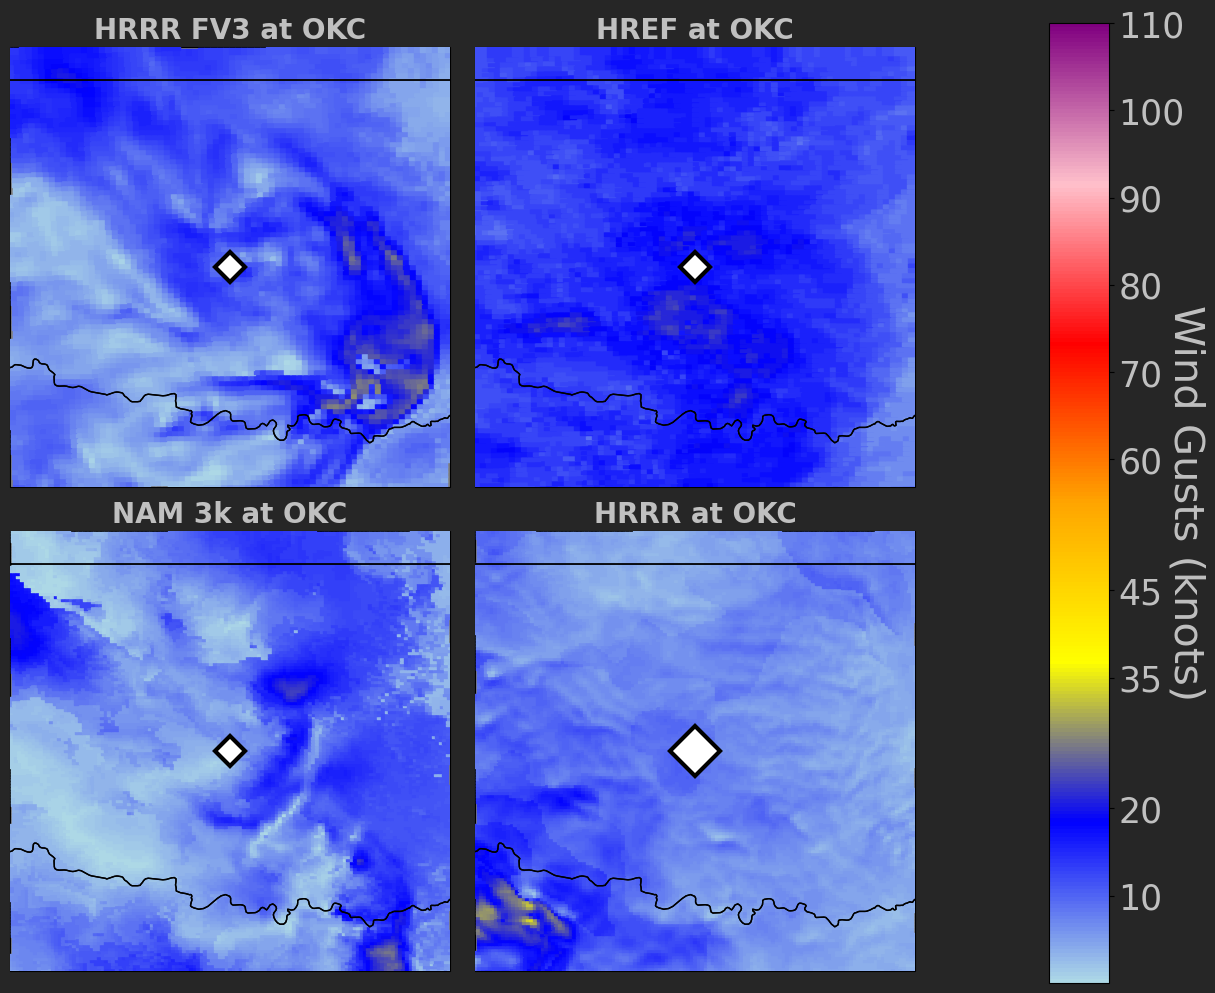 HRRR FV3 at OKC
HREF at OKC
NAM 3k at OKC
HRRR at OKC
110
100
90
80
70
60
45
35
20
10
Wind Gusts (knots)